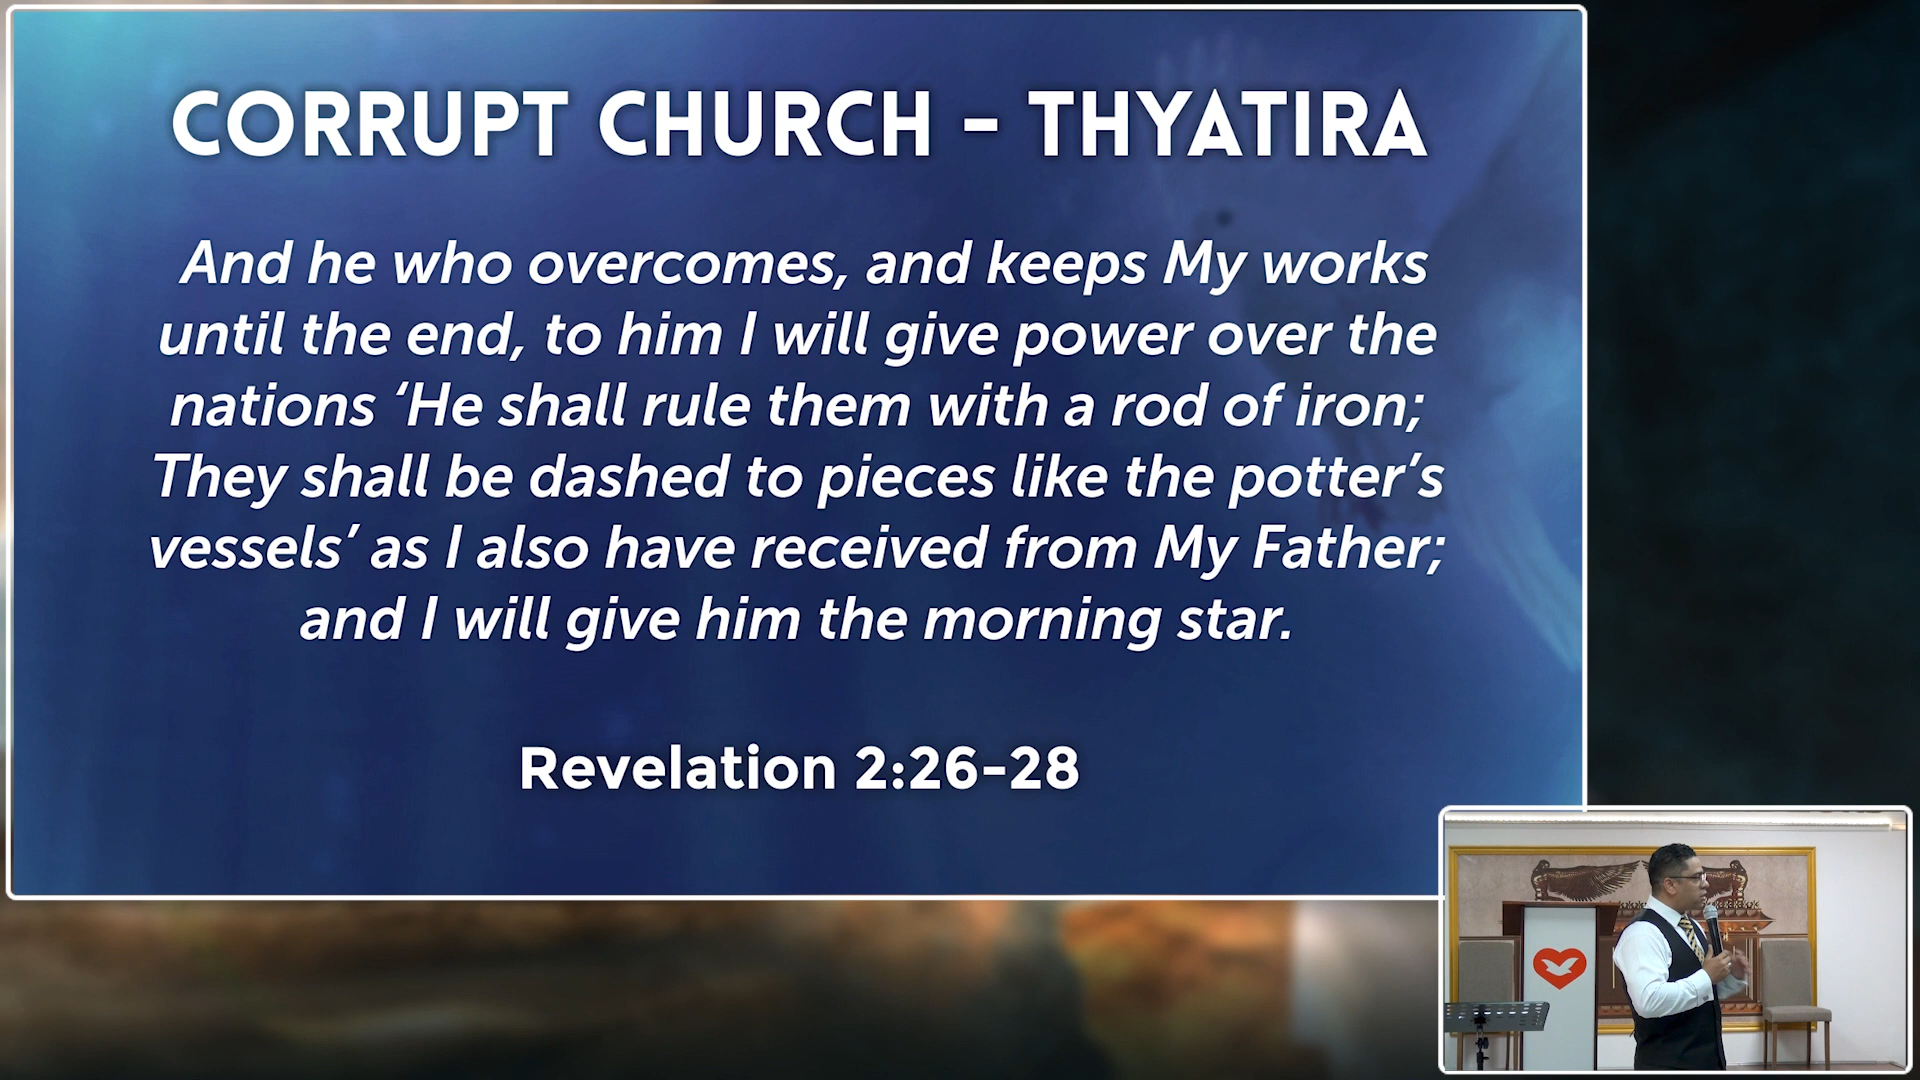 CORRUPT CHURCH - THYATIRA
And he who overcomes, and keeps My works
until the end, to him I will give power over the
nations ‘He shall rule them with a rod of iron;
They shall be dashed to pieces like the potter’s
vessels’ as I also have received from My Father;
and I will give him the morning star.
Revelation 2:26-28